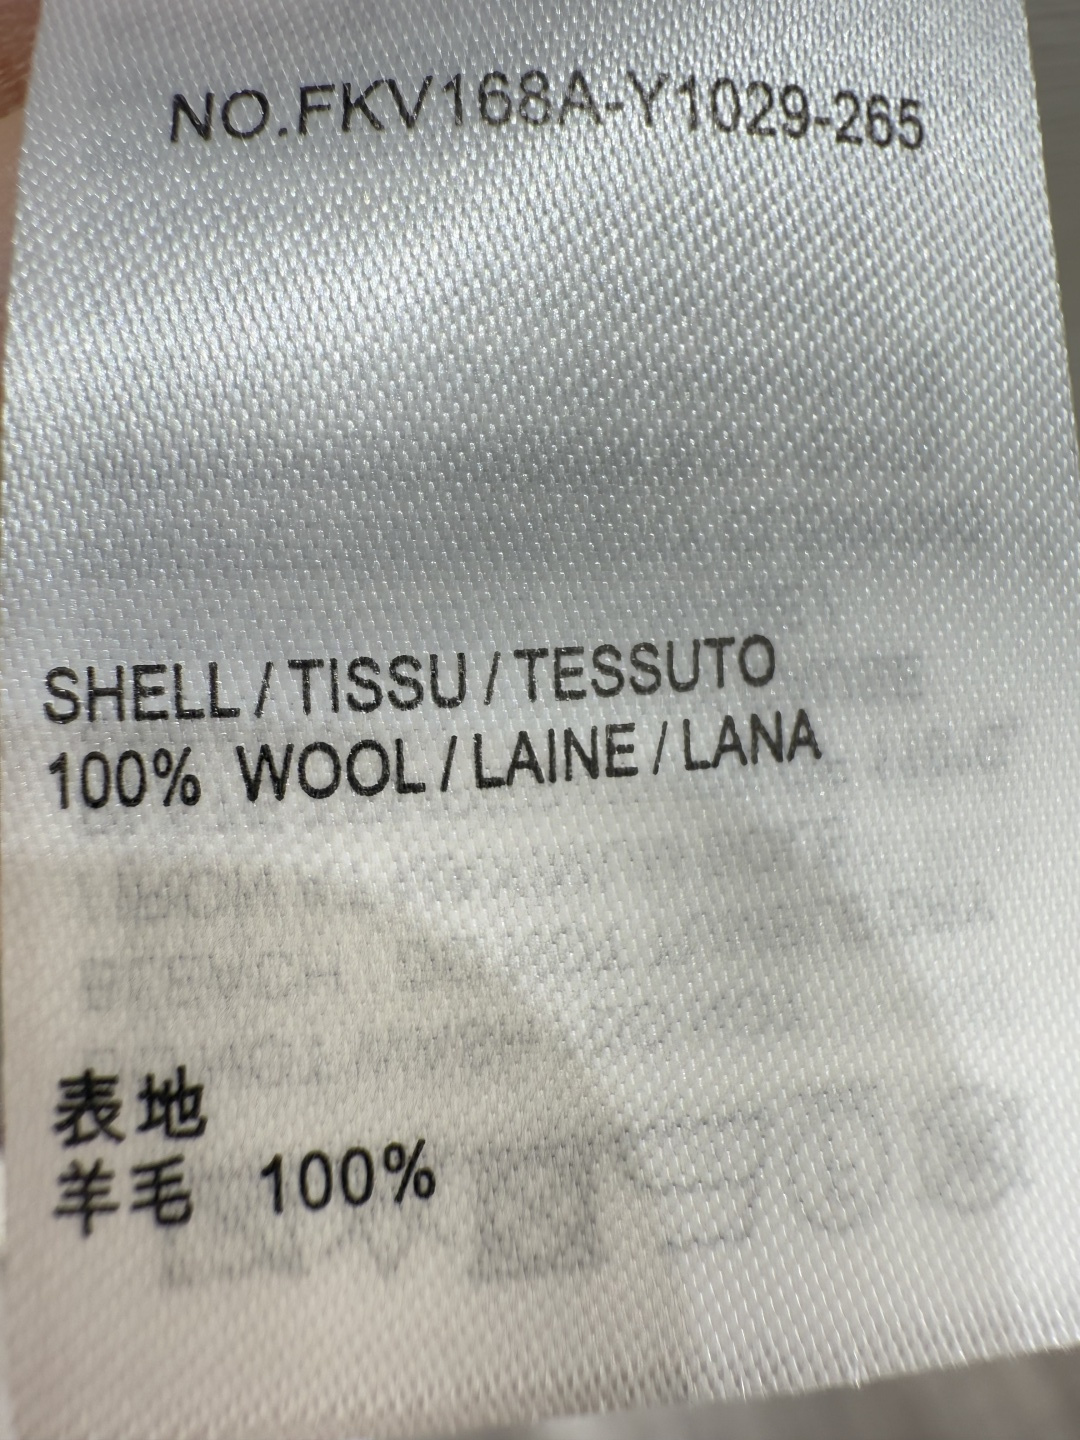 NO.FKV168A-Y1029-265
SHELL / TISSU / TESSUTO
100% WOOL / LAINE / LANA
表地
羊毛 100%